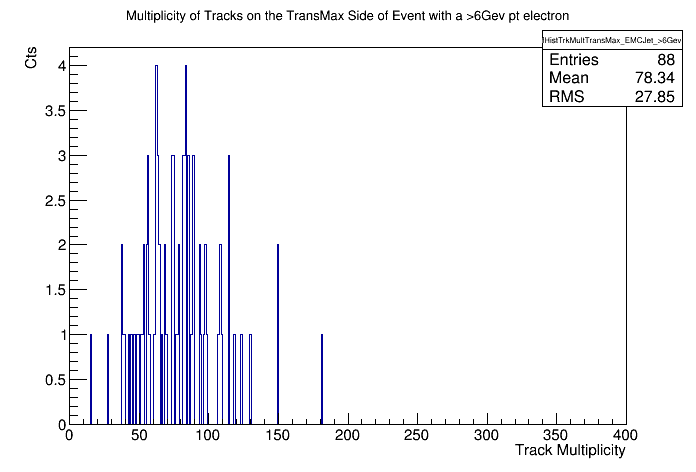 Multiplicity of Tracks on the TransMax Side of Event with a >6Gev pt electron
HistTrkMultTransMax_EMCJet_>6Gev
Entries 88
Mean 78.34
RMS 27.85
Cts
4
3.5
3
2.5
2
1.5
1
0.5
0
0 50 100 150 200 250 300 350 400
Track Multiplicity